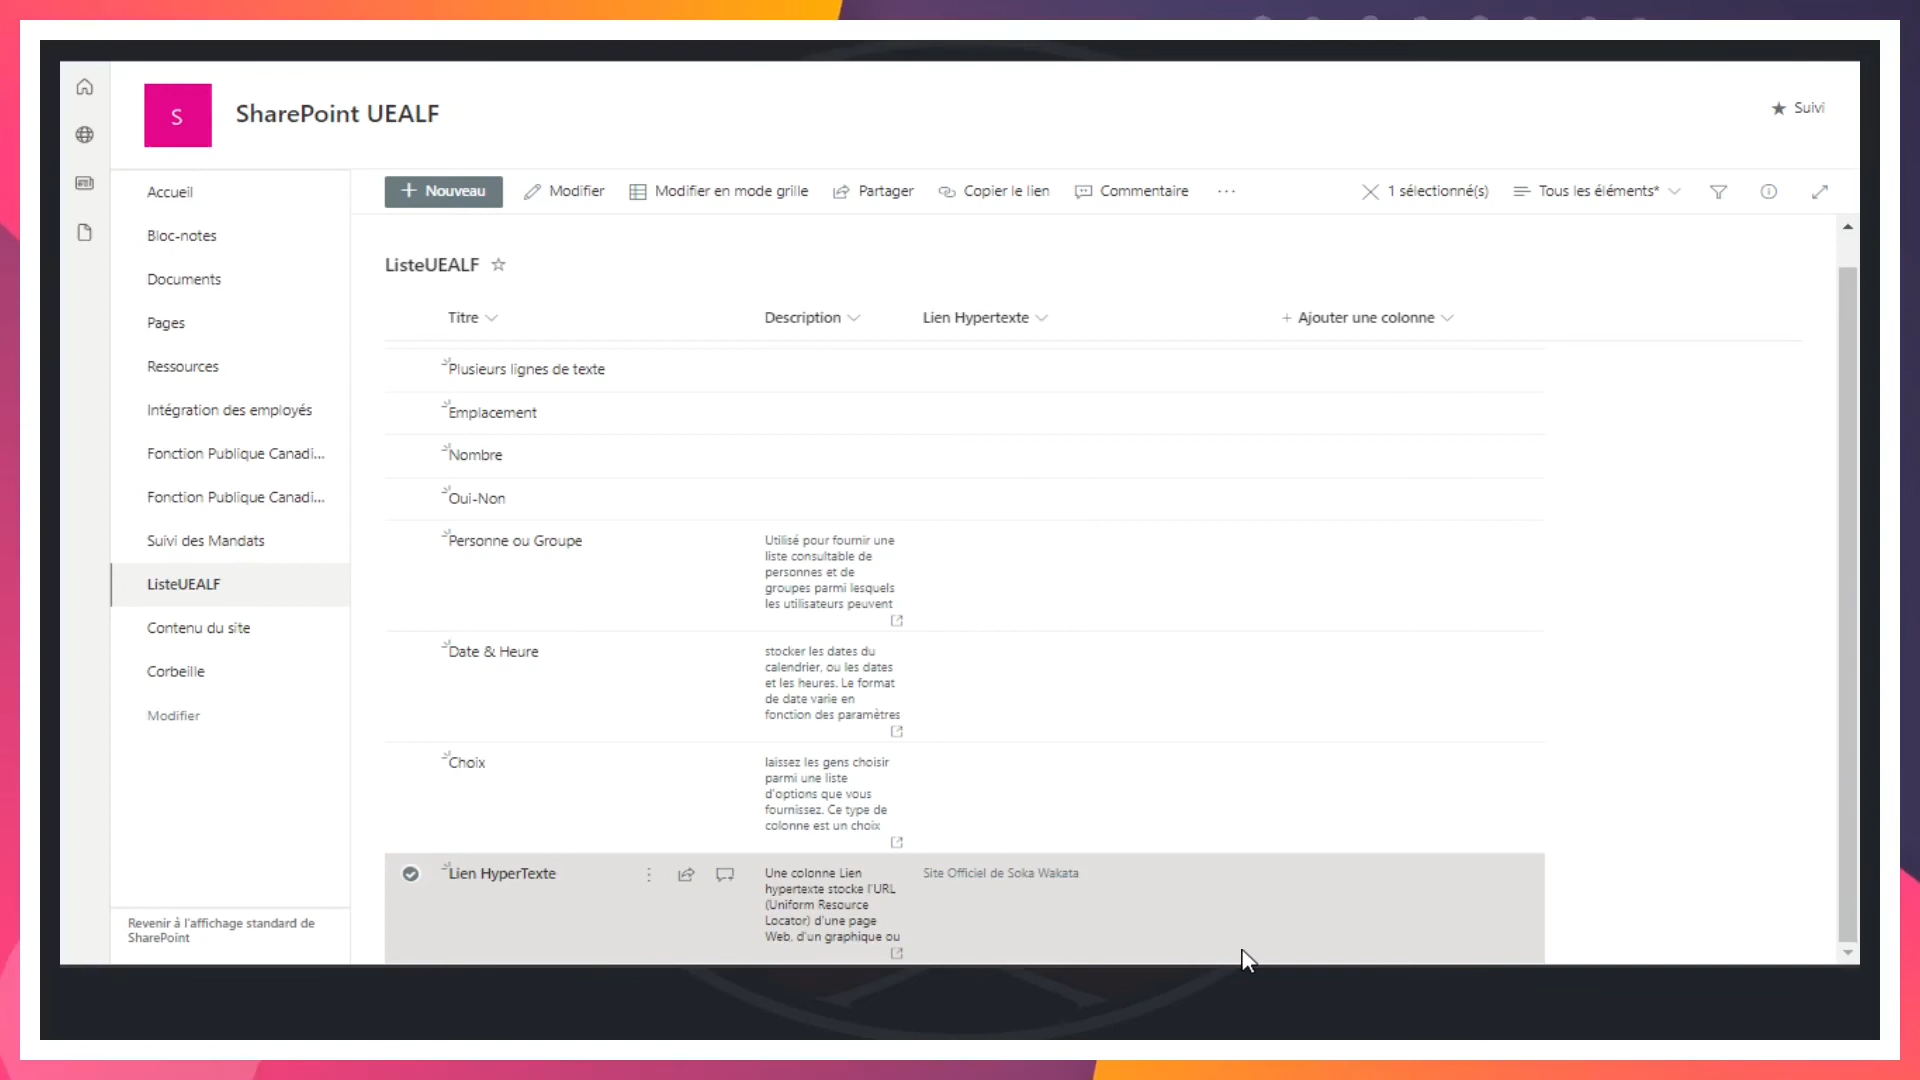 S
SharePoint UEALF
Suivi
Accueil
Bloc-notes
Documents
Pages
Ressources
Intégration des employés
Fonction Publique Canadi...
Fonction Publique Canadi...
Suivi des Mandats
ListeUEALF
Contenu du site
Corbeille
Modifier
Revenir à l'affichage standard de
SharePoint
+ Nouveau
Modifier
Modifier en mode grille
Partager
Copier le lien
Commentaire
...
1 sélectionné(s)
Tous les éléments*
ListeUEALF
Titre
Description
Lien Hypertexte
+ Ajouter une colonne
Plusieurs lignes de texte
Emplacement
Nombre
Oui-Non
Personne ou Groupe
Utilisé pour fournir une
liste consultable de
personnes et de
groupes parmi lesquels
les utilisateurs peuvent
Date & Heure
stocker les dates du
calendrier, ou les dates
et les heures. Le format
de date varie en
fonction des paramètres
Choix
laissez les gens choisir
parmi une liste
d'options que vous
fournissez. Ce type de
colonne est un choix
Lien HyperTexte
Une colonne Lien
hypertexte stocke l'URL
(Uniform Resource
Locator) d'une page
Web, d'un graphique ou
Site Officiel de Soka Wakata